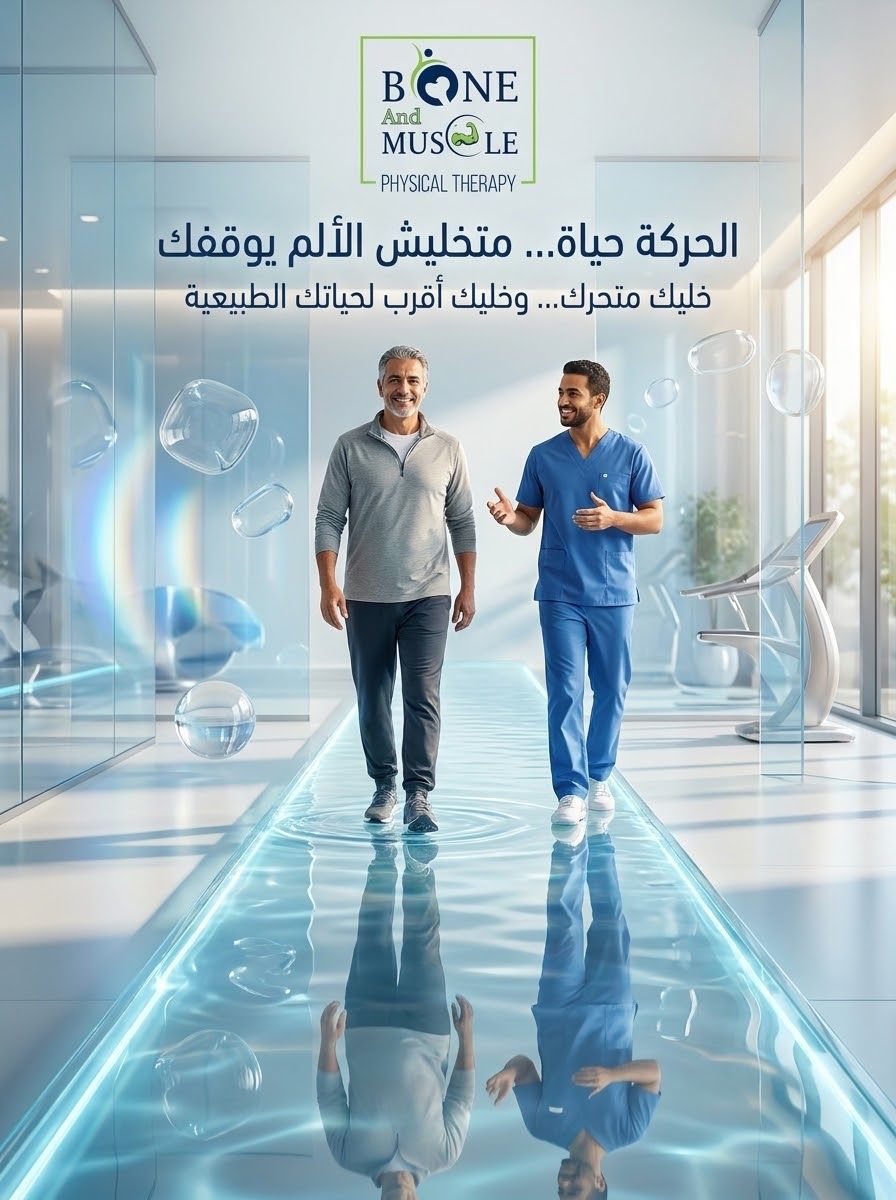 BONE
And
MUSCLE
PHYSICAL THERAPY
الحركة حياة... متخليش الألم يوقفك
خليك متحرك... وخليك أقرب لحياتك الطبيعية